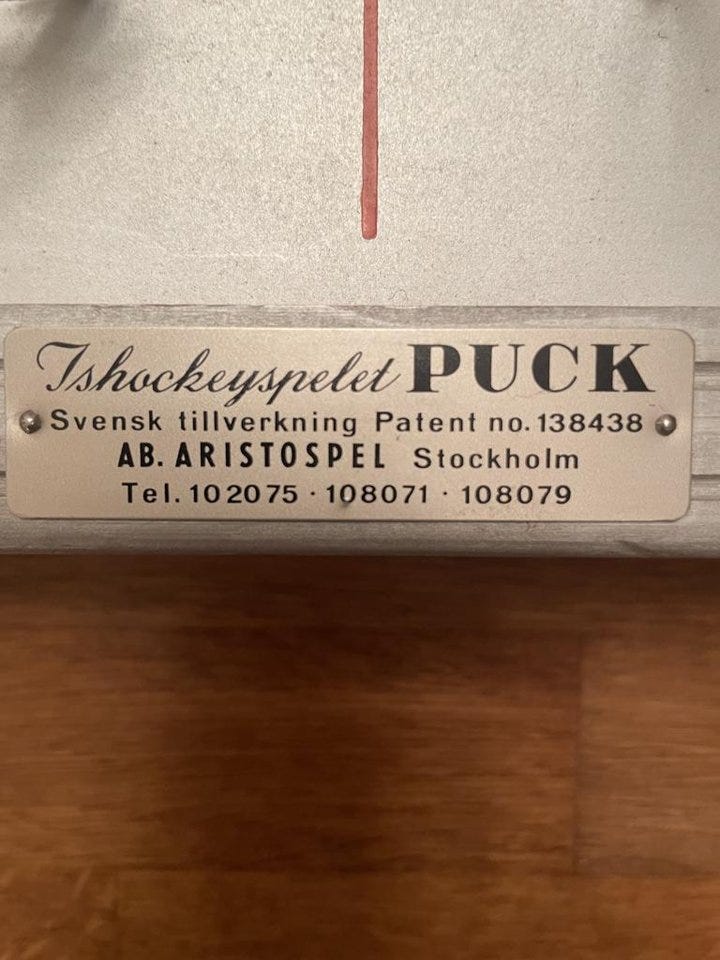 Ishockeyspelet PUCK
Svensk tillverkning Patent no. 138438
AB. ARISTOSPEL Stockholm
Tel. 102075 · 108071 · 108079